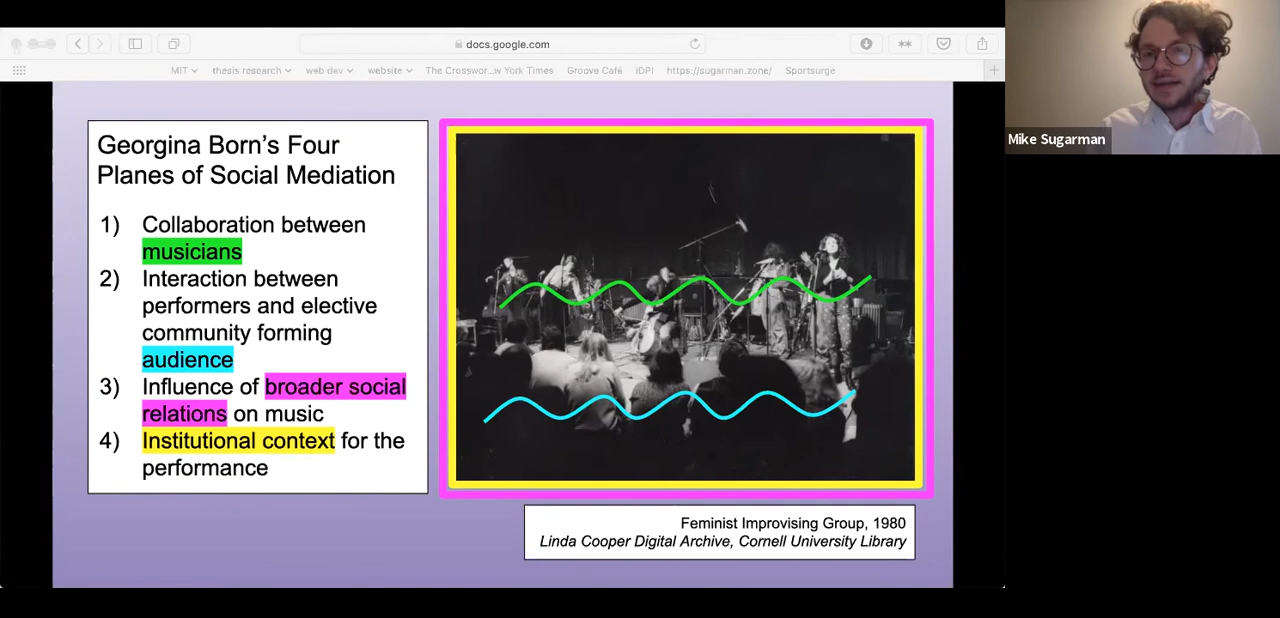 docs.google.com
MIT
thesis research
web dev
website
The Crosswor...w York Times
Groove Café
iDPI
https://sugarman.zone/
Sportsurge
Mike Sugarman
Georgina Born's Four
Planes of Social Mediation
1) Collaboration between
musicians
2) Interaction between
performers and elective
community forming
audience
3) Influence of broader social
relations on music
4) Institutional context for the
performance
Feminist Improvising Group, 1980
Linda Cooper Digital Archive, Cornell University Library